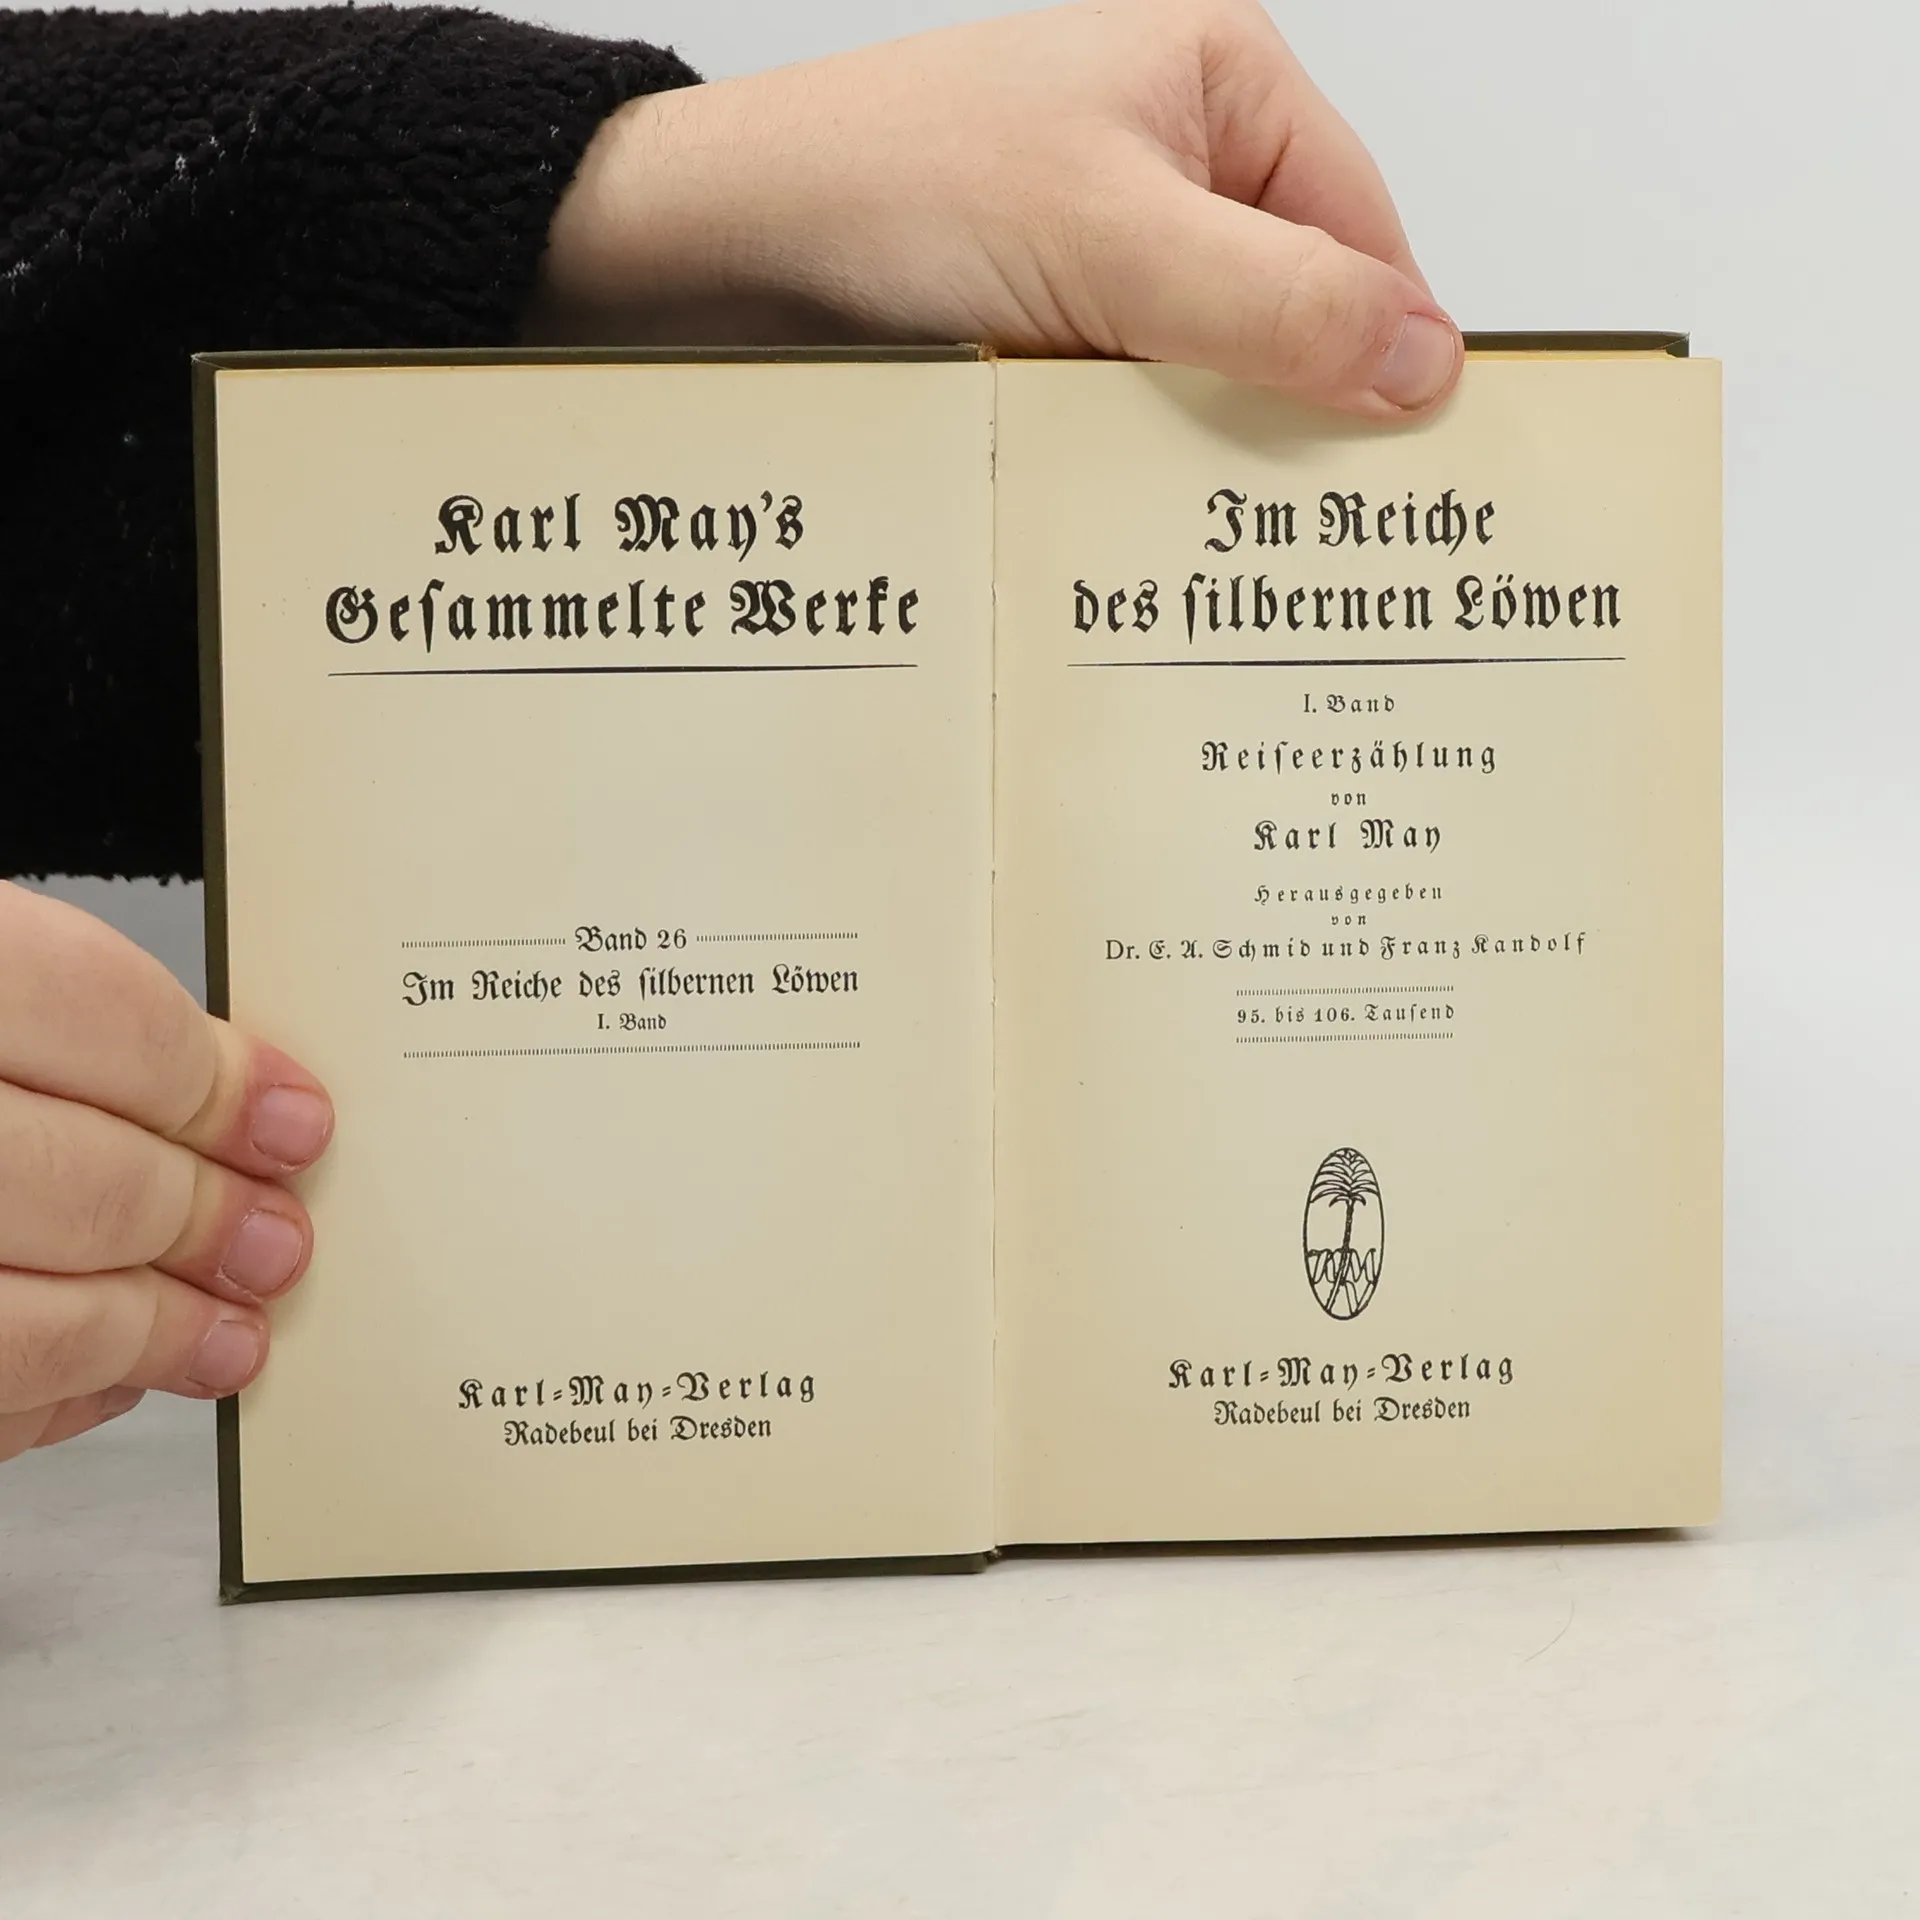 Karl May's
Gesammelte Werke
Band 26
Im Reiche des silbernen Löwen
I. Band
Karl-May-Verlag
Radebeul bei Dresden
Im Reiche
des silbernen Löwen
I. Band
Reiseerzählung
von
Karl May
Herausgegeben
von
Dr. E. A. Schmid und Franz Kandolf
95. bis 106. Tausend
KM
V
Karl-May-Verlag
Radebeul bei Dresden